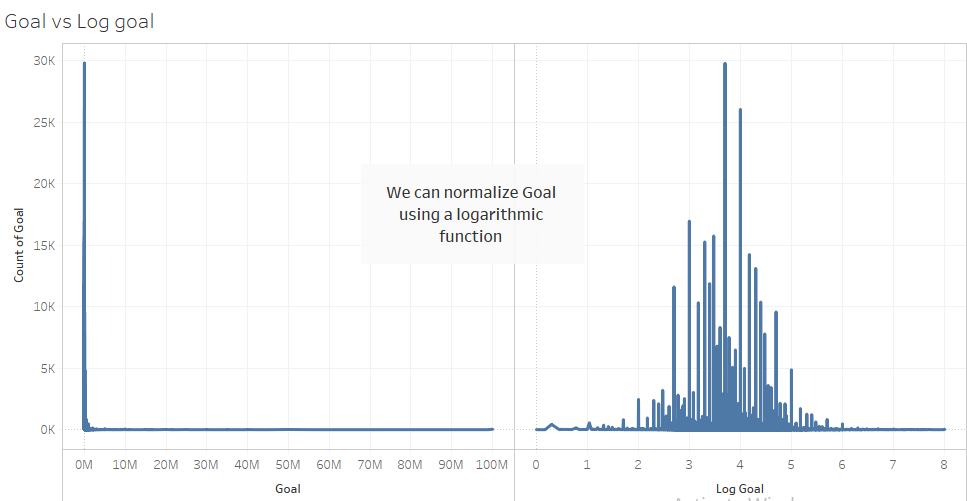 Goal vs Log goal
30K
25K
20K
15K
10K
5K
0K
Count of Goal
We can normalize Goal
using a logarithmic
function
0M 10M 20M 30M 40M 50M 60M 70M 80M 90M 100M
0 1 2 3 4 5 6 7 8
Goal
Log Goal